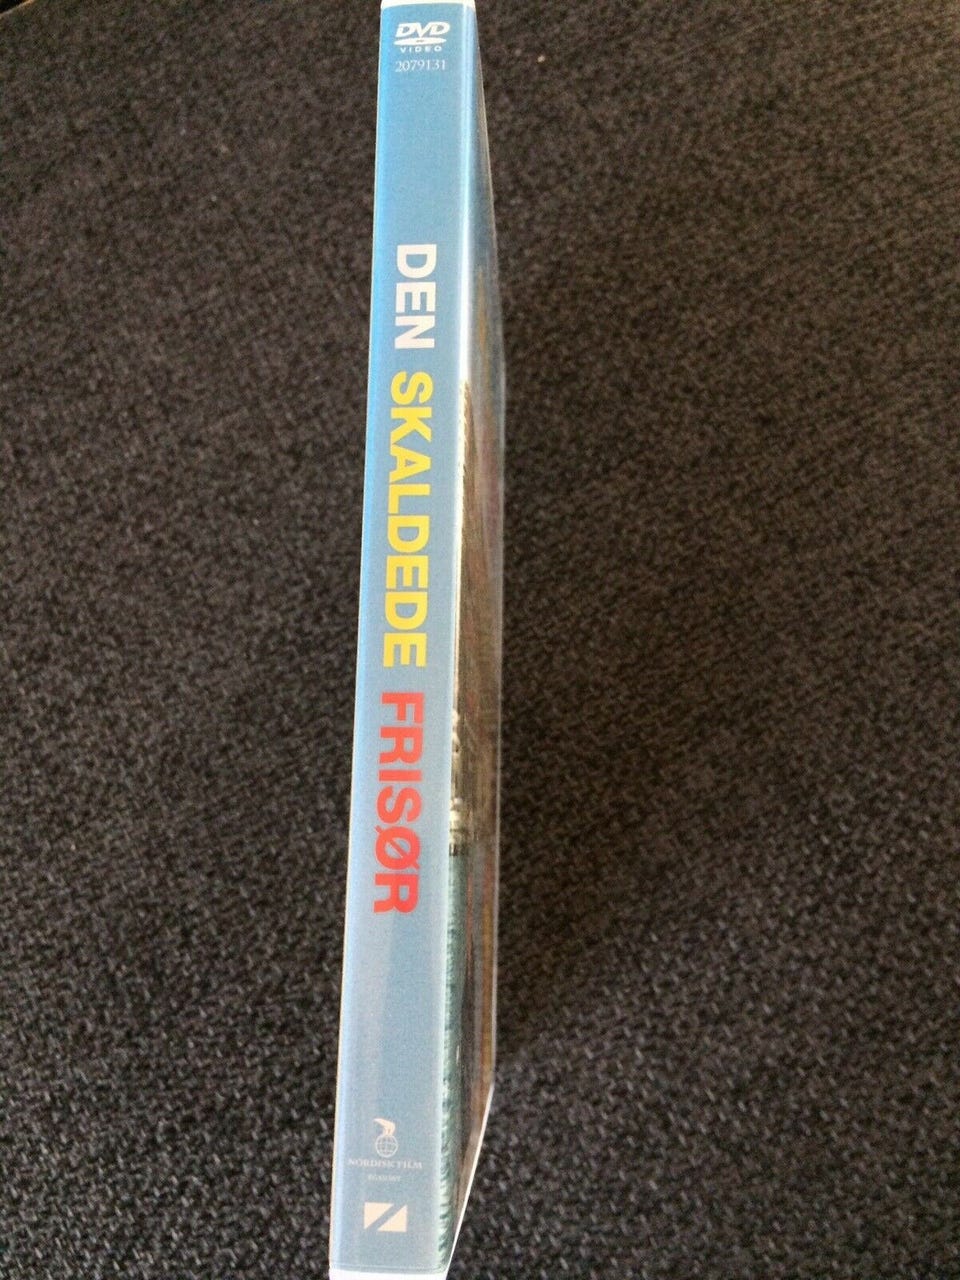 DVD
VIDEO
2079131
DEN SKALDEDE FRISØR
NORDISK FILM